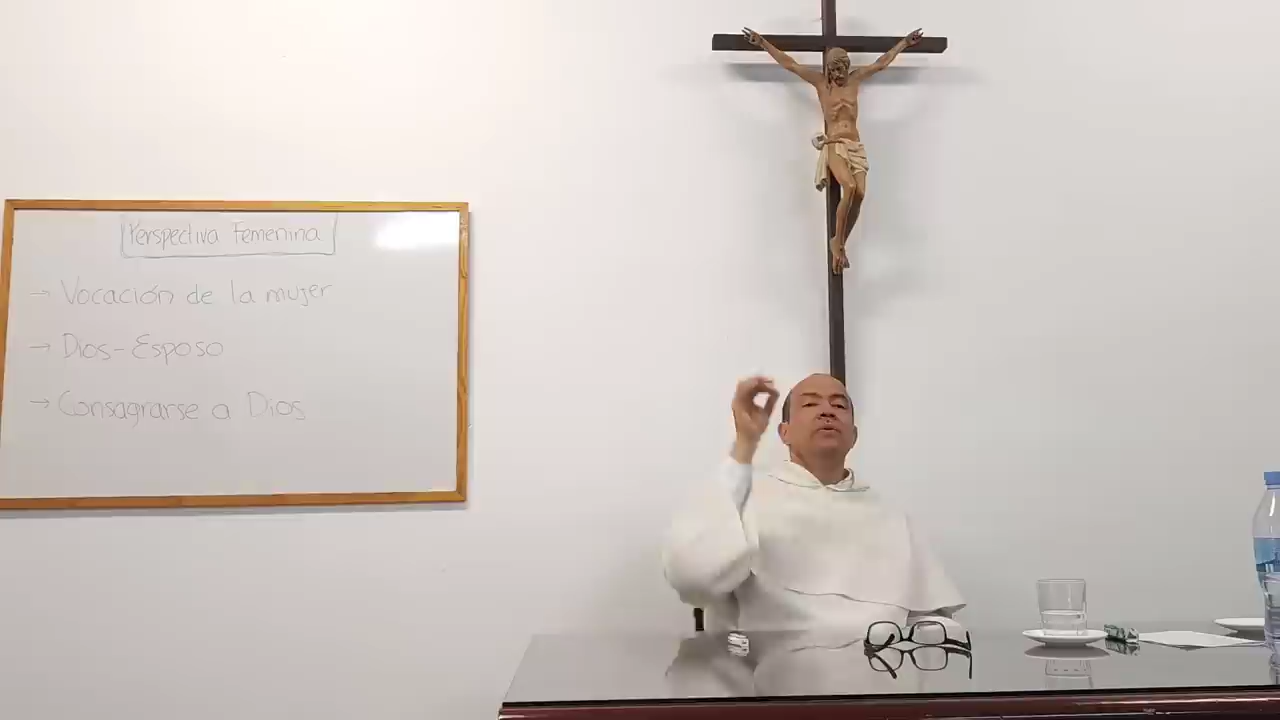 Perspectiva Femenina
→ Vocación de la mujer
→ Dios-Esposo
→ Consagrarse a Dios